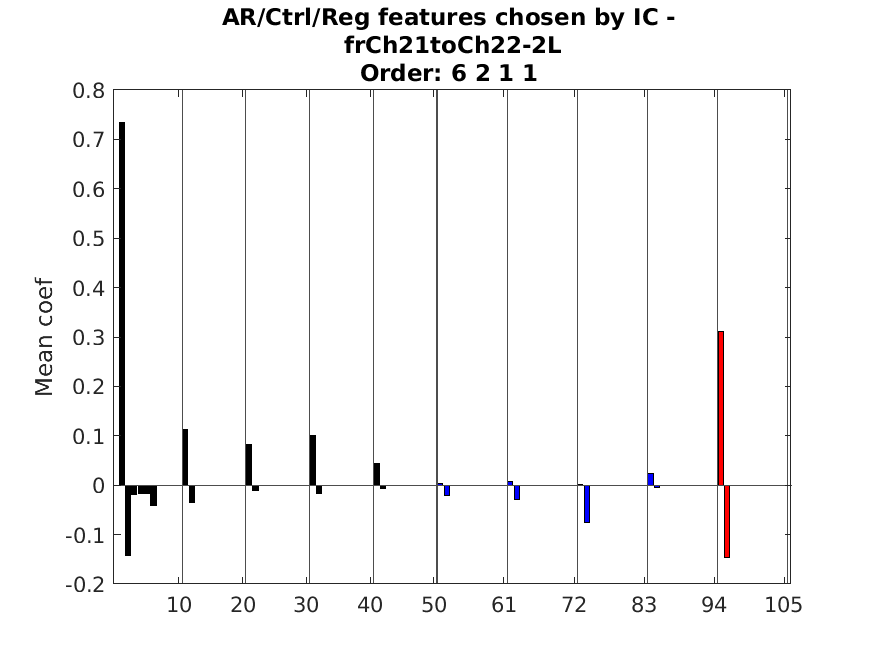 AR/Ctrl/Reg features chosen by IC -
frCh21toCh22-2L
Order: 6 2 1 1
0.8
0.7
0.6
0.5
0.4
0.3
0.2
0.1
0
-0.1
-0.2
Mean coef
10 20 30 40 50 61 72 83 94 105